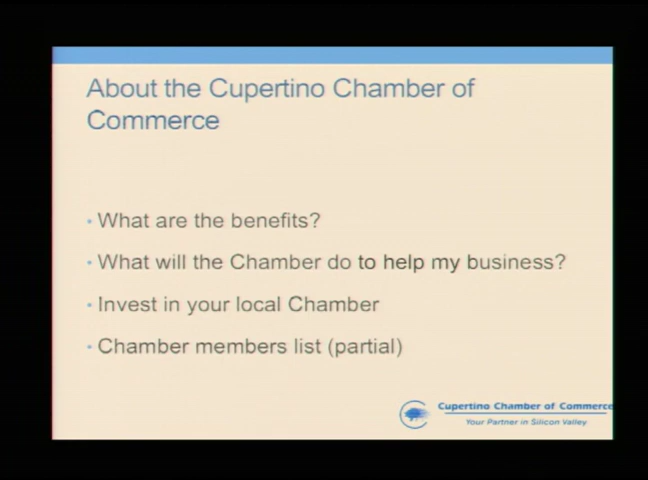 About the Cupertino Chamber of
Commerce
• What are the benefits?
• What will the Chamber do to help my business?
• Invest in your local Chamber
• Chamber members list (partial)
Cupertino Chamber of Commerce
Your Partner in Silicon Valley